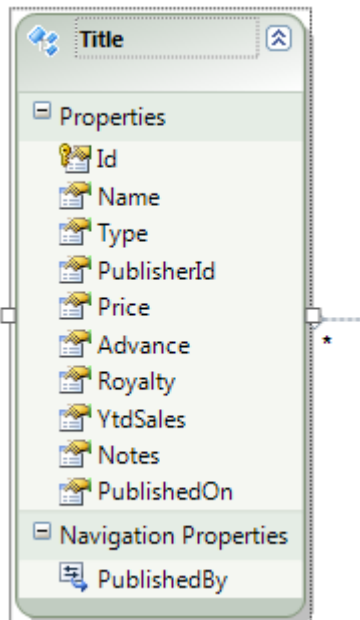 Title
Properties
Id
Name
Type
PublisherId
Price
Advance
Royalty
YtdSales
Notes
PublishedOn
Navigation Properties
PublishedBy
*